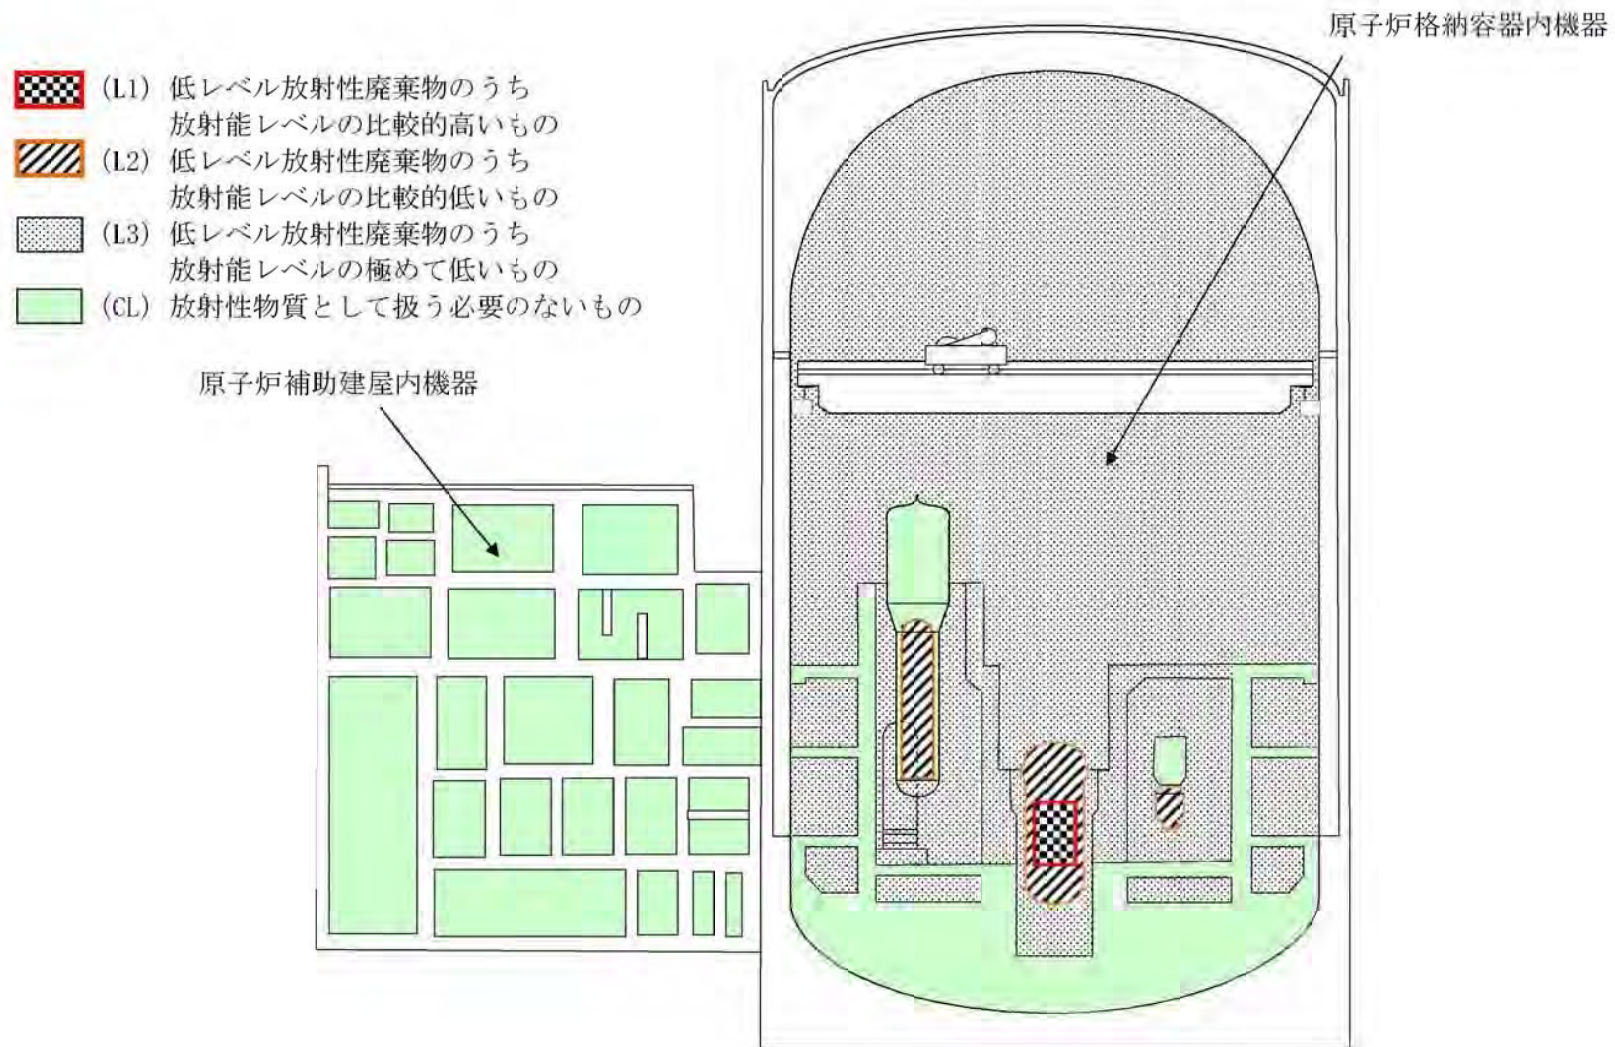 原子炉格納容器内機器
(L1) 低レベル放射性廃棄物のうち
放射能レベルの比較的高いもの
(L2) 低レベル放射性廃棄物のうち
放射能レベルの比較的低いもの
(L3) 低レベル放射性廃棄物のうち
放射能レベルの極めて低いもの
(CL) 放射性物質として扱う必要のないもの
原子炉補助建屋内機器